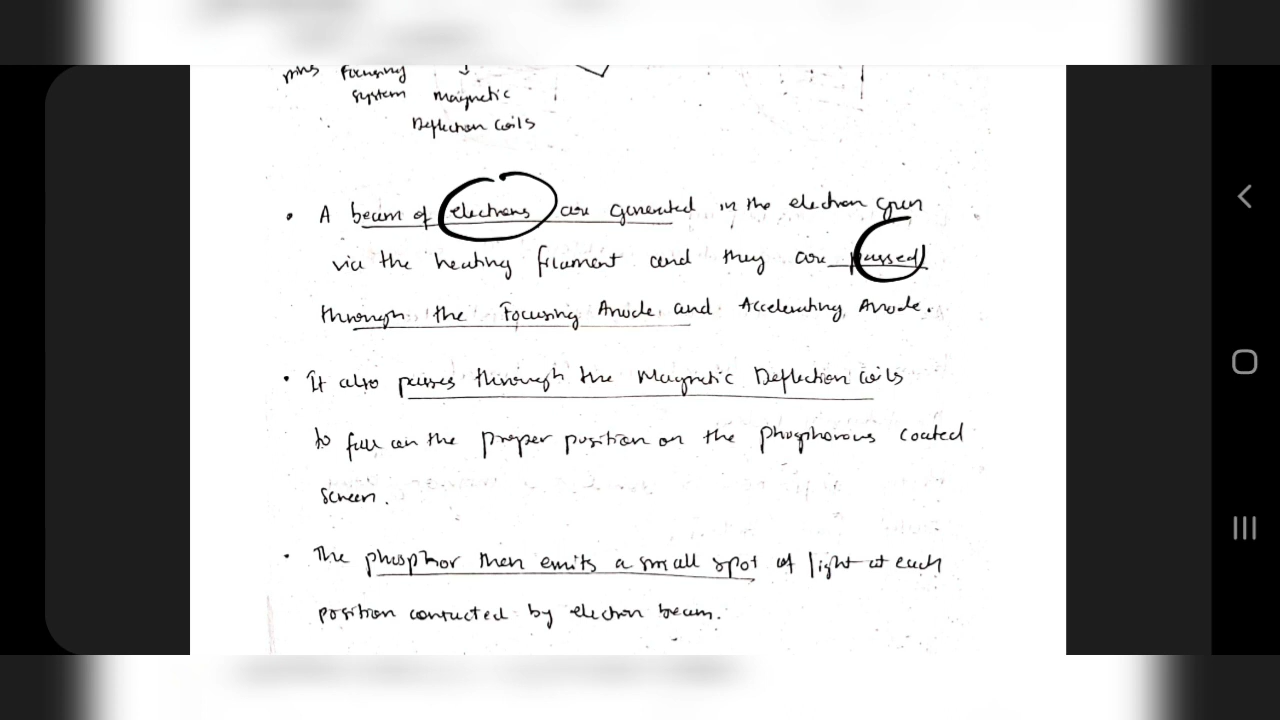 pins Focusing ↓
system Magnetic
Deflection Coils
• A beam of electrons are generated in the electron gun
via the heating filament and they are passed
through the Focusing Anode and Accelerating Anode.
• It also passes through the Magnetic Deflection coils
to fall on the proper position on the phosphorous coated
screen.
• The phosphor then emits a small spot of light at each
position contacted by electron beam.